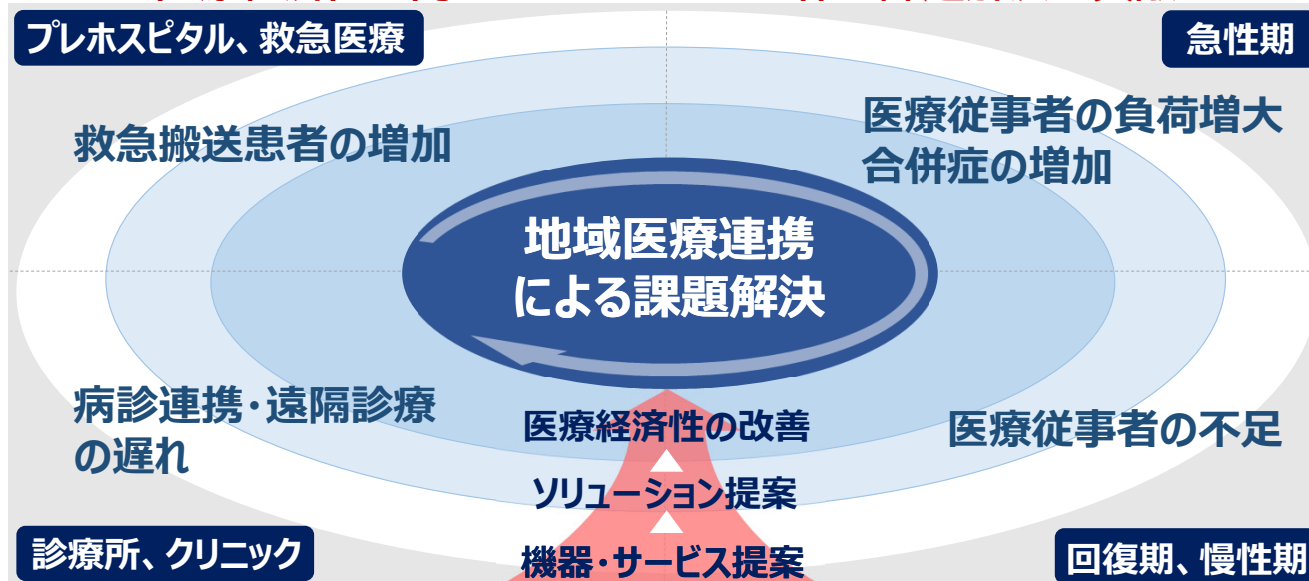 プレホスピタル、救急医療
急性期
救急搬送患者の増加
医療従事者の負荷増大
合併症の増加
地域医療連携
による課題解決
病診連携・遠隔診療
の遅れ
医療経済性の改善
医療従事者の不足
ソリューション提案
診療所、クリニック
機器・サービス提案
回復期、慢性期